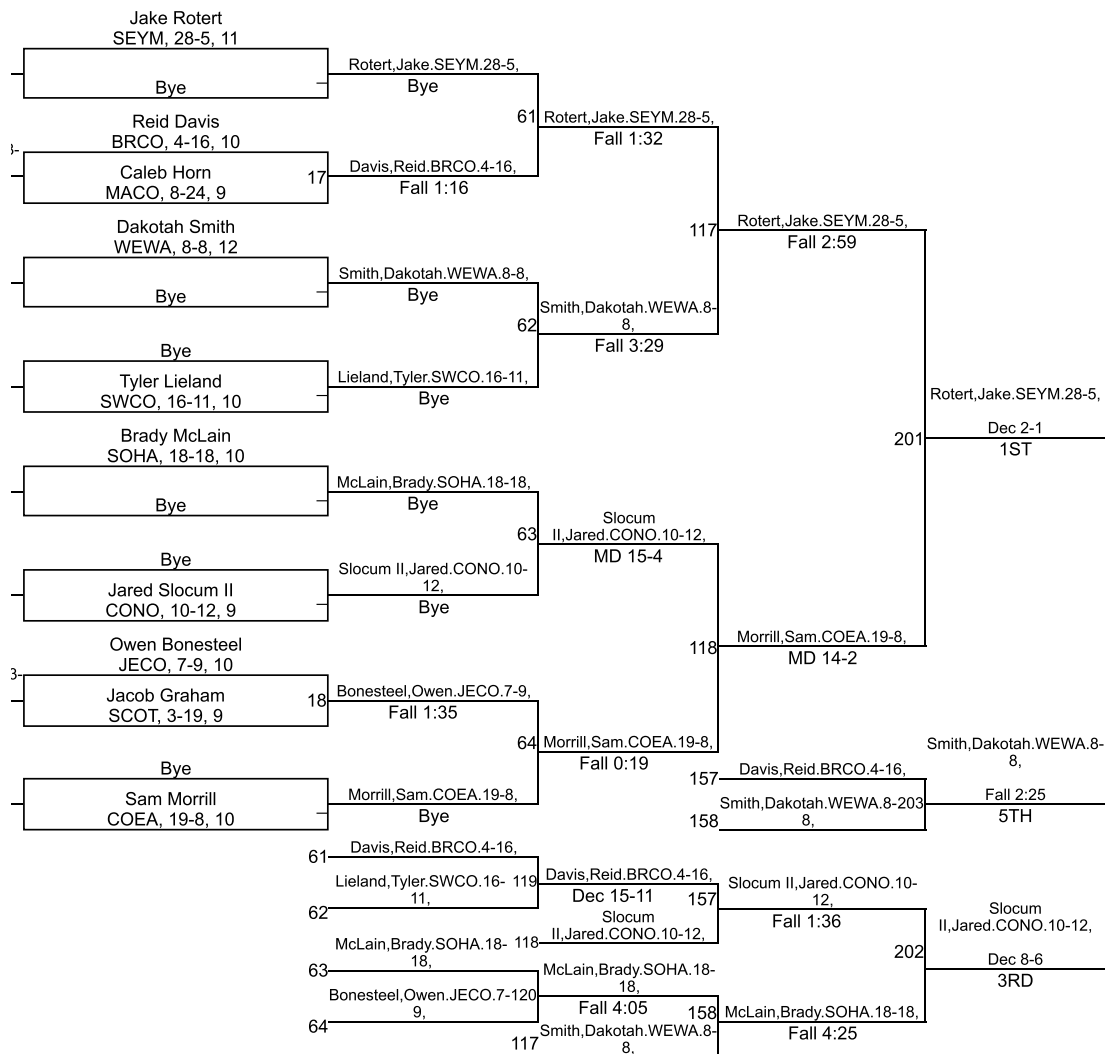 Jake Rotert
SEYM, 28-5, 11
Bye
Rotert,Jake.SEYM.28-5,
Bye
61
Rotert,Jake.SEYM.28-5,
Fall 1:32
Reid Davis
BRCO, 4-16, 10
3-
Caleb Horn
MACO, 8-24, 9
17
Davis,Reid.BRCO.4-16,
Fall 1:16
117
Rotert,Jake.SEYM.28-5,
Fall 2:59
Dakotah Smith
WEWA, 8-8, 12
Bye
Smith,Dakotah.WEWA.8-8,
Bye
62
Smith,Dakotah.WEWA.8-
8,
Fall 3:29
Bye
Tyler Lieland
SWCO, 16-11, 10
Lieland,Tyler.SWCO.16-11,
Bye
201
Rotert,Jake.SEYM.28-5,
Dec 2-1
1ST
Brady McLain
SOHA, 18-18, 10
Bye
McLain,Brady.SOHA.18-18,
Bye
63
Slocum
II,Jared.CONO.10-12,
MD 15-4
Bye
Jared Slocum II
CONO, 10-12, 9
Slocum II,Jared.CONO.10-
12,
Bye
118
Morrill,Sam.COEA.19-8,
MD 14-2
Owen Bonesteel
JECO, 7-9, 10
3-
Jacob Graham
SCOT, 3-19, 9
18
Bonesteel,Owen.JECO.7-9,
Fall 1:35
64
Morrill,Sam.COEA.19-8,
Fall 0:19
Bye
Sam Morrill
COEA, 19-8, 10
Morrill,Sam.COEA.19-8,
Bye
157
Davis,Reid.BRCO.4-16,
158
Smith,Dakotah.WEWA.8-203
8,
Smith,Dakotah.WEWA.8-
8,
Fall 2:25
5TH
61
Davis,Reid.BRCO.4-16,
62
Lieland,Tyler.SWCO.16-
11,
119
Davis,Reid.BRCO.4-16,
Dec 15-11
157
118
Slocum
II,Jared.CONO.10-12,
Slocum II,Jared.CONO.10-
12,
Fall 1:36
202
Slocum
II,Jared.CONO.10-12,
Dec 8-6
3RD
63
McLain,Brady.SOHA.18-
18,
64
Bonesteel,Owen.JECO.7-120
9,
McLain,Brady.SOHA.18-
18,
Fall 4:05
158
117
Smith,Dakotah.WEWA.8-
8,
McLain,Brady.SOHA.18-18,
Fall 4:25